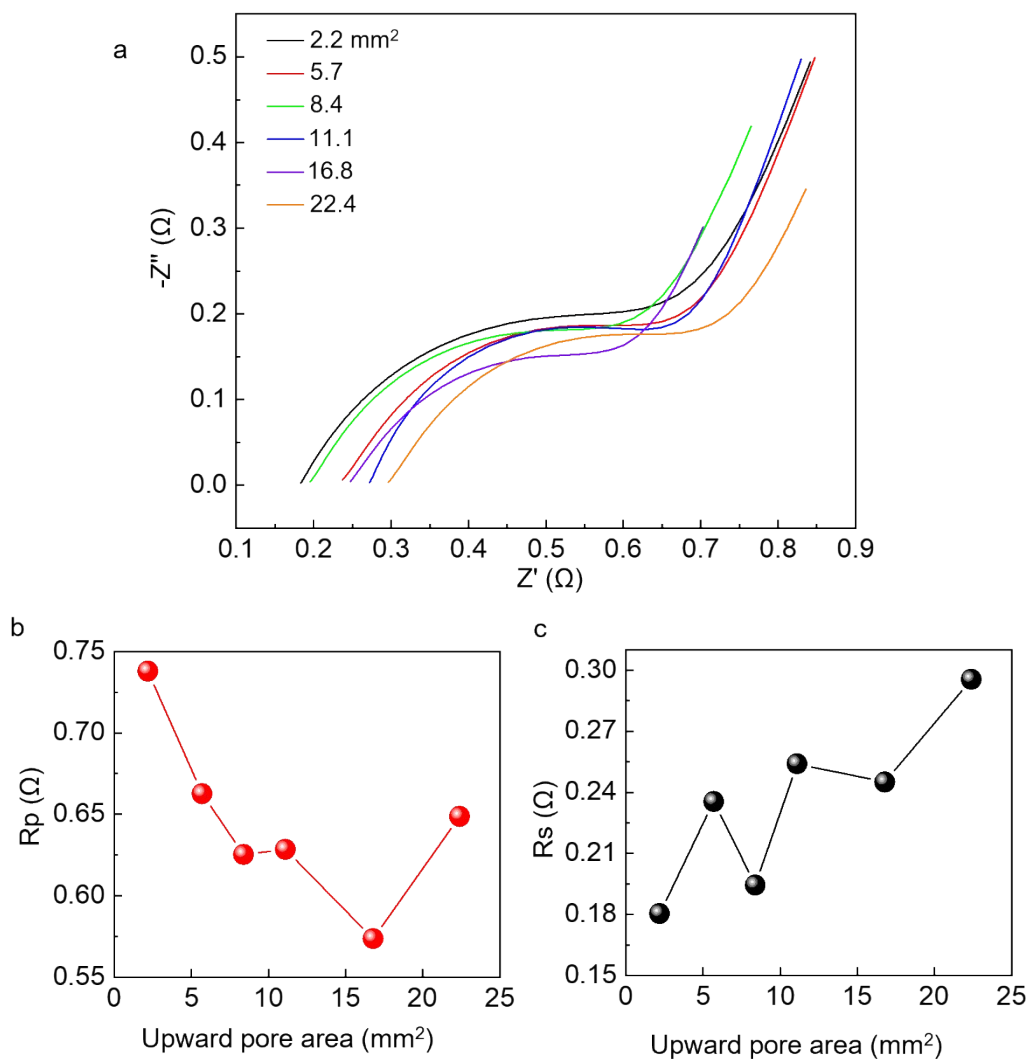 a
2.2 mm²
5.7
8.4
11.1
16.8
22.4
-Z'' (Ω)
0.5
0.4
0.3
0.2
0.1
0.0
0.1 0.2 0.3 0.4 0.5 0.6 0.7 0.8 0.9
Z' (Ω)
b
Rp (Ω)
0.75
0.70
0.65
0.60
0.55
0 5 10 15 20 25
Upward pore area (mm²)
c
Rs (Ω)
0.30
0.27
0.24
0.21
0.18
0.15
0 5 10 15 20 25
Upward pore area (mm²)